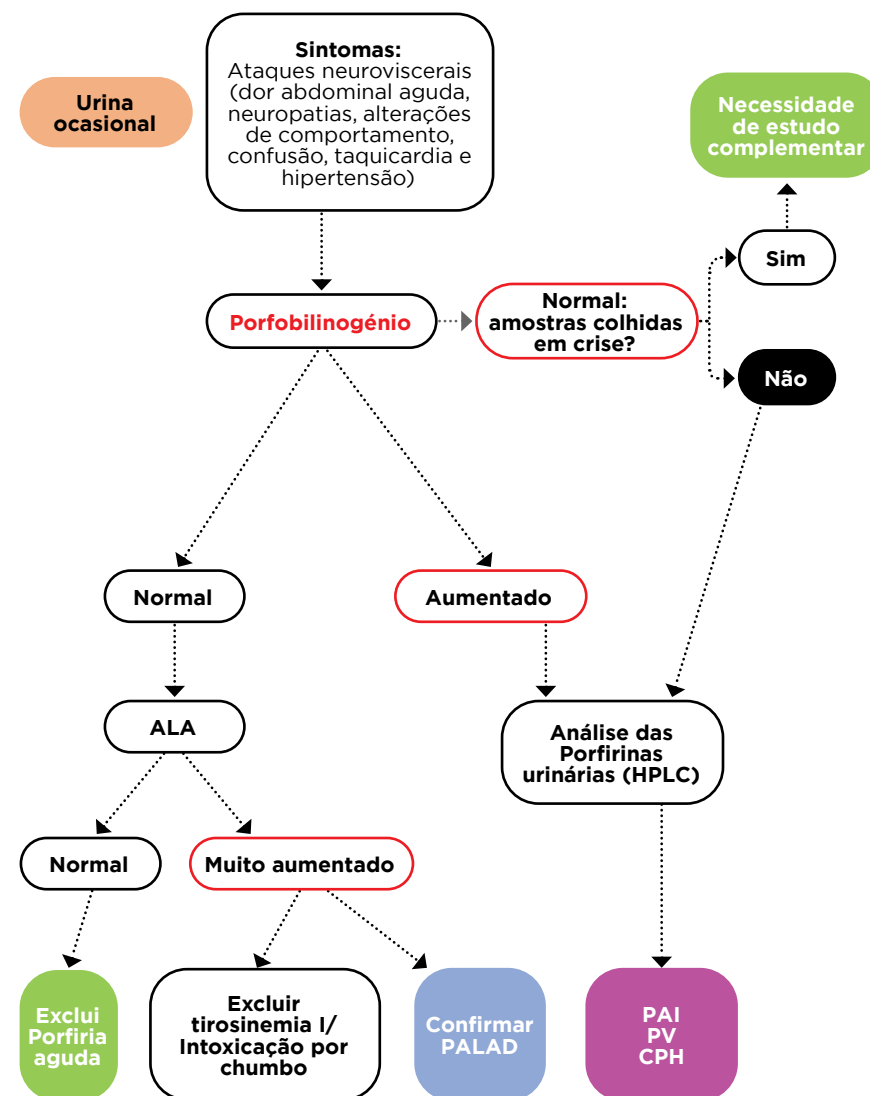 Urina
ocasional
Sintomas:
Ataques neuroviscerais
(dor abdominal aguda,
neuropatias, alterações
de comportamento,
confusão, taquicardia e
hipertensão)
Necessidade
de estudo
complementar
Sim
Porfobilinogénio
Normal:
amostras colhidas
em crise?
Não
Normal
Aumentado
ALA
Análise das
Porfirinas
urinárias (HPLC)
Normal
Muito aumentado
Exclui
Porfiria
aguda
Excluir
tirosinemia I/
Intoxicação por
chumbo
Confirmar
PALAD
PAI
PV
CPH